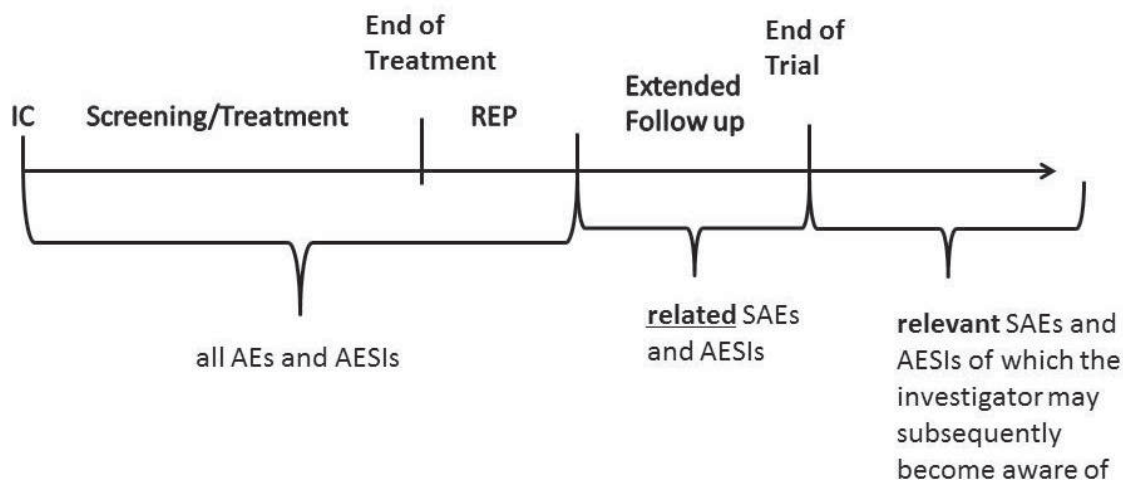 End of
Treatment
End of
Trial
IC
Screening/Treatment
REP
Extended
Follow up
all AEs and AESIs
related SAEs
and AESIs
relevant SAEs and
AESIs of which the
investigator may
subsequently
become aware of